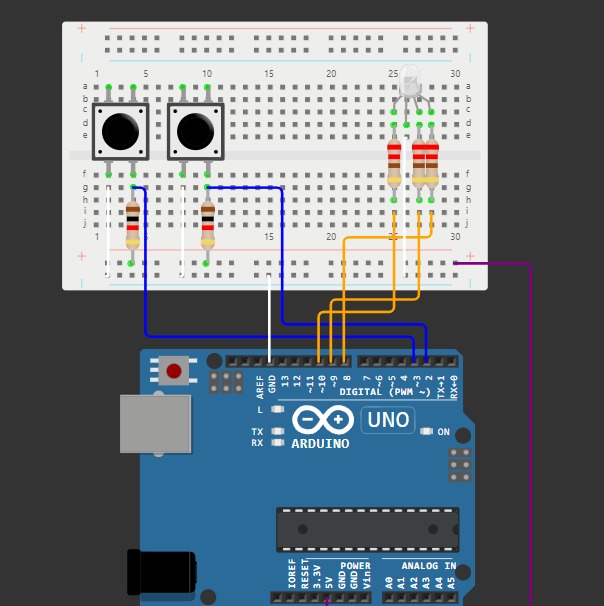 1 5 10 15 20 25 30
a a
b b
c c
d d
e e
f f
g g
h h
i i
j j
1 15 20 25 30
AREF GND 13 12 ~11 ~10 ~9 8 7 ~6 ~5 4 ~3 2 TX→1 RX←0
DIGITAL (PWM ~)
L
TX
RX
UNO
ON
ARDUINO
IOREF RESET 3.3V 5V GND GND Vin
POWER
ANALOG IN
A0 A1 A2 A3 A4 A5